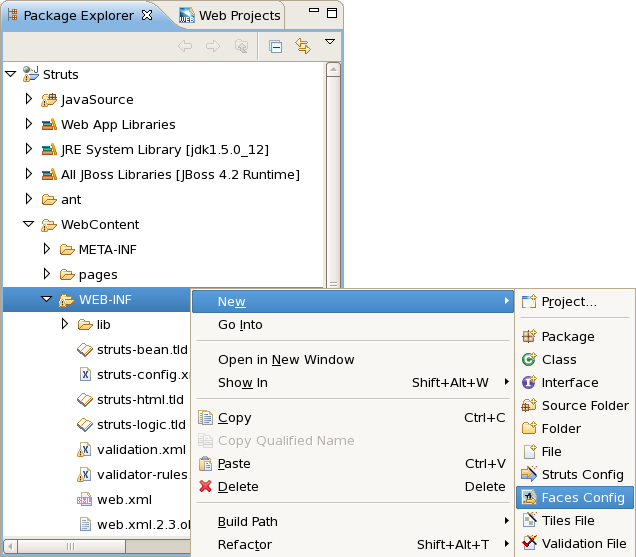 Package Explorer
Web Projects
Struts
JavaSource
Web App Libraries
JRE System Library [jdk1.5.0_12]
All JBoss Libraries [JBoss 4.2 Runtime]
ant
WebContent
META-INF
pages
WEB-INF
lib
struts-bean.tld
struts-config.x
struts-html.tld
struts-logic.tld
validation.xml
validator-rules.
web.xml
web.xml.2.3.ol
New
Go Into
Open in New Window
Show In Shift+Alt+W
Copy Ctrl+C
Copy Qualified Name
Paste Ctrl+V
Delete Delete
Build Path
Refactor Shift+Alt+T
Project...
Package
Class
Interface
Source Folder
Folder
File
Struts Config
Faces Config
Tiles File
Validation File